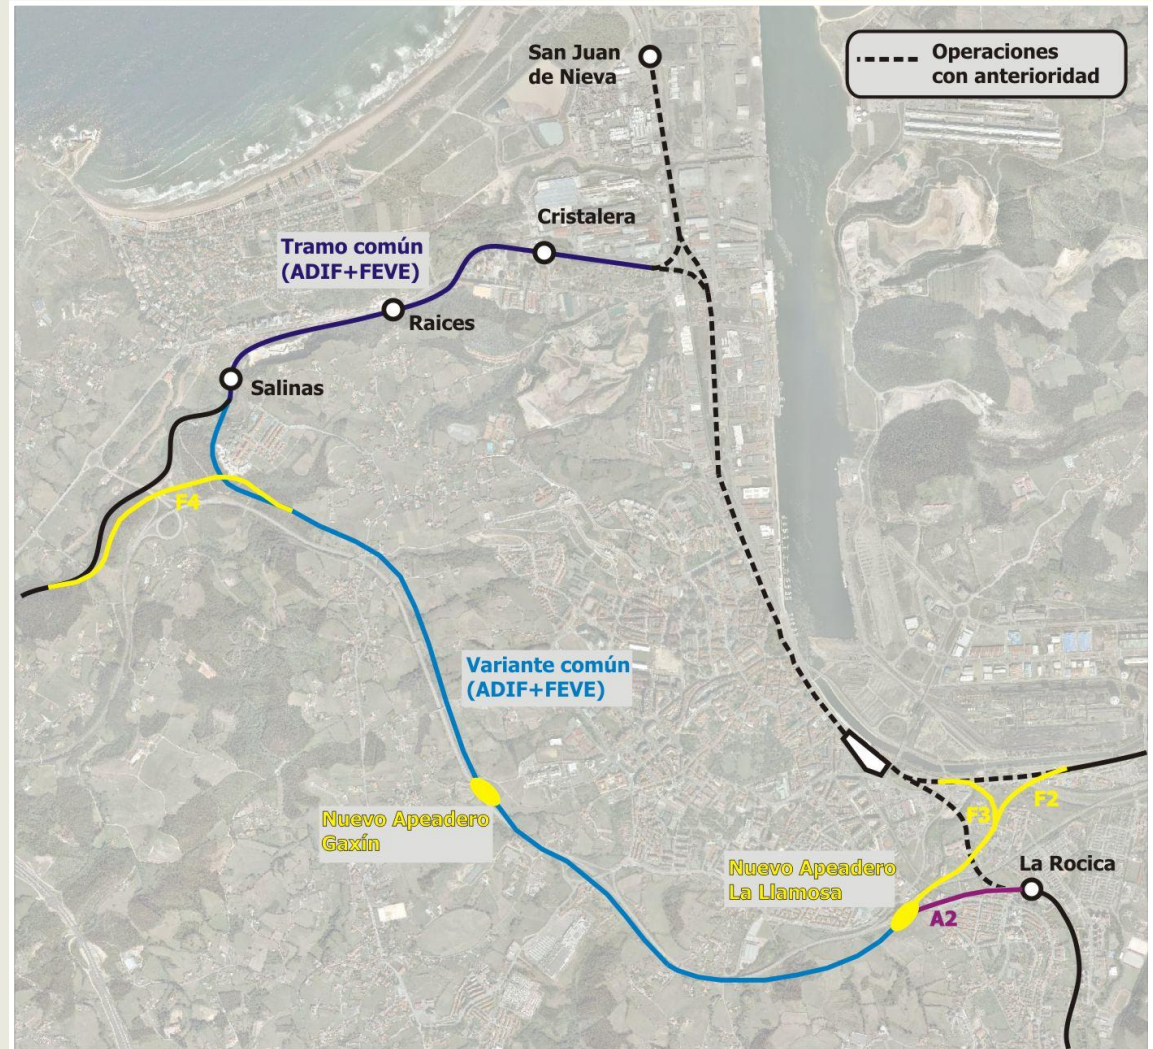 San Juan
de Nieva
Operaciones
con anterioridad
Cristalera
Tramo común
(ADIF+FEVE)
Raices
Salinas
F4
Variante común
(ADIF+FEVE)
Nuevo Apeadero
Gaxín
F2
F3
Nuevo Apeadero
La Llamosa
La Rocica
A2